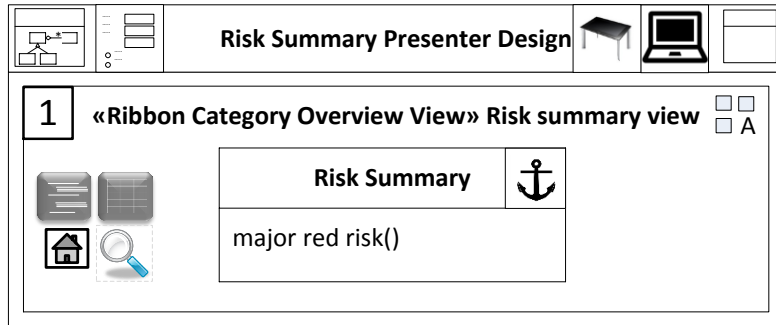 Risk Summary Presenter Design
1
«Ribbon Category Overview View» Risk summary view
A
Risk Summary
major red risk()